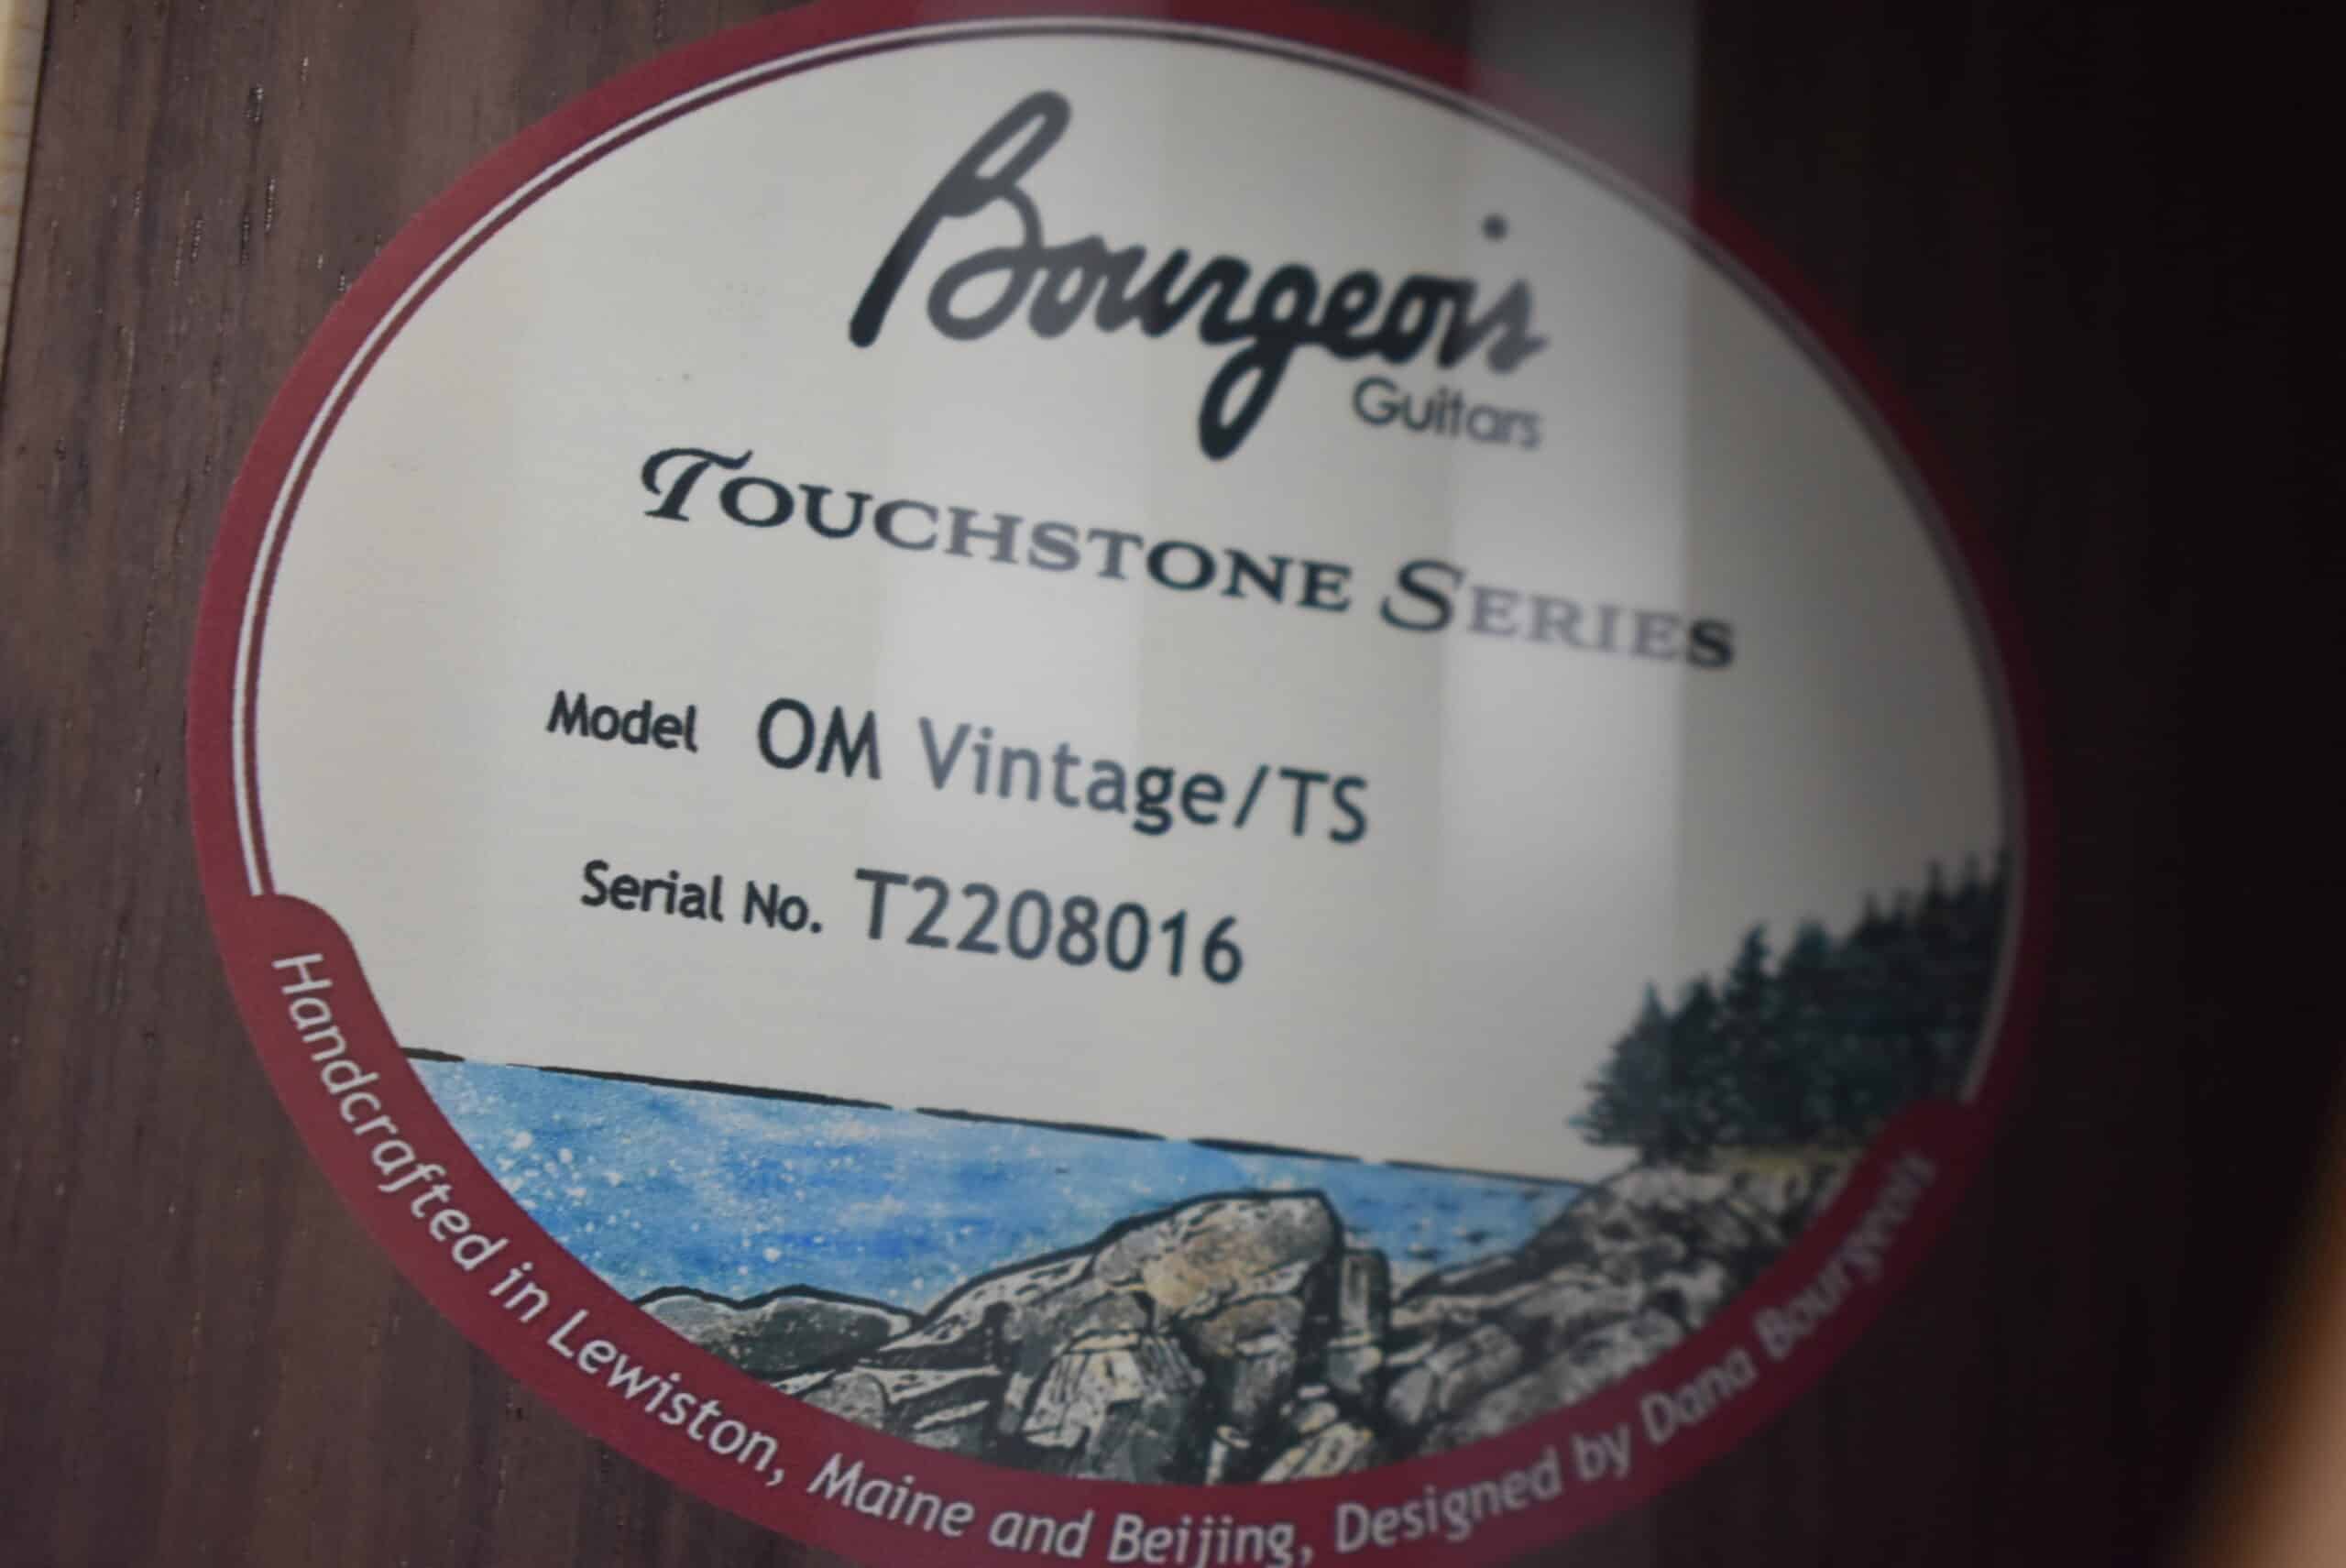 Bourgeois
Guitars
TOUCHSTONE SERIES
Model OM Vintage/TS
Serial No. T2208016
Handcrafted in Lewiston, Maine and Beijing, Designed by Dana Bourgeois